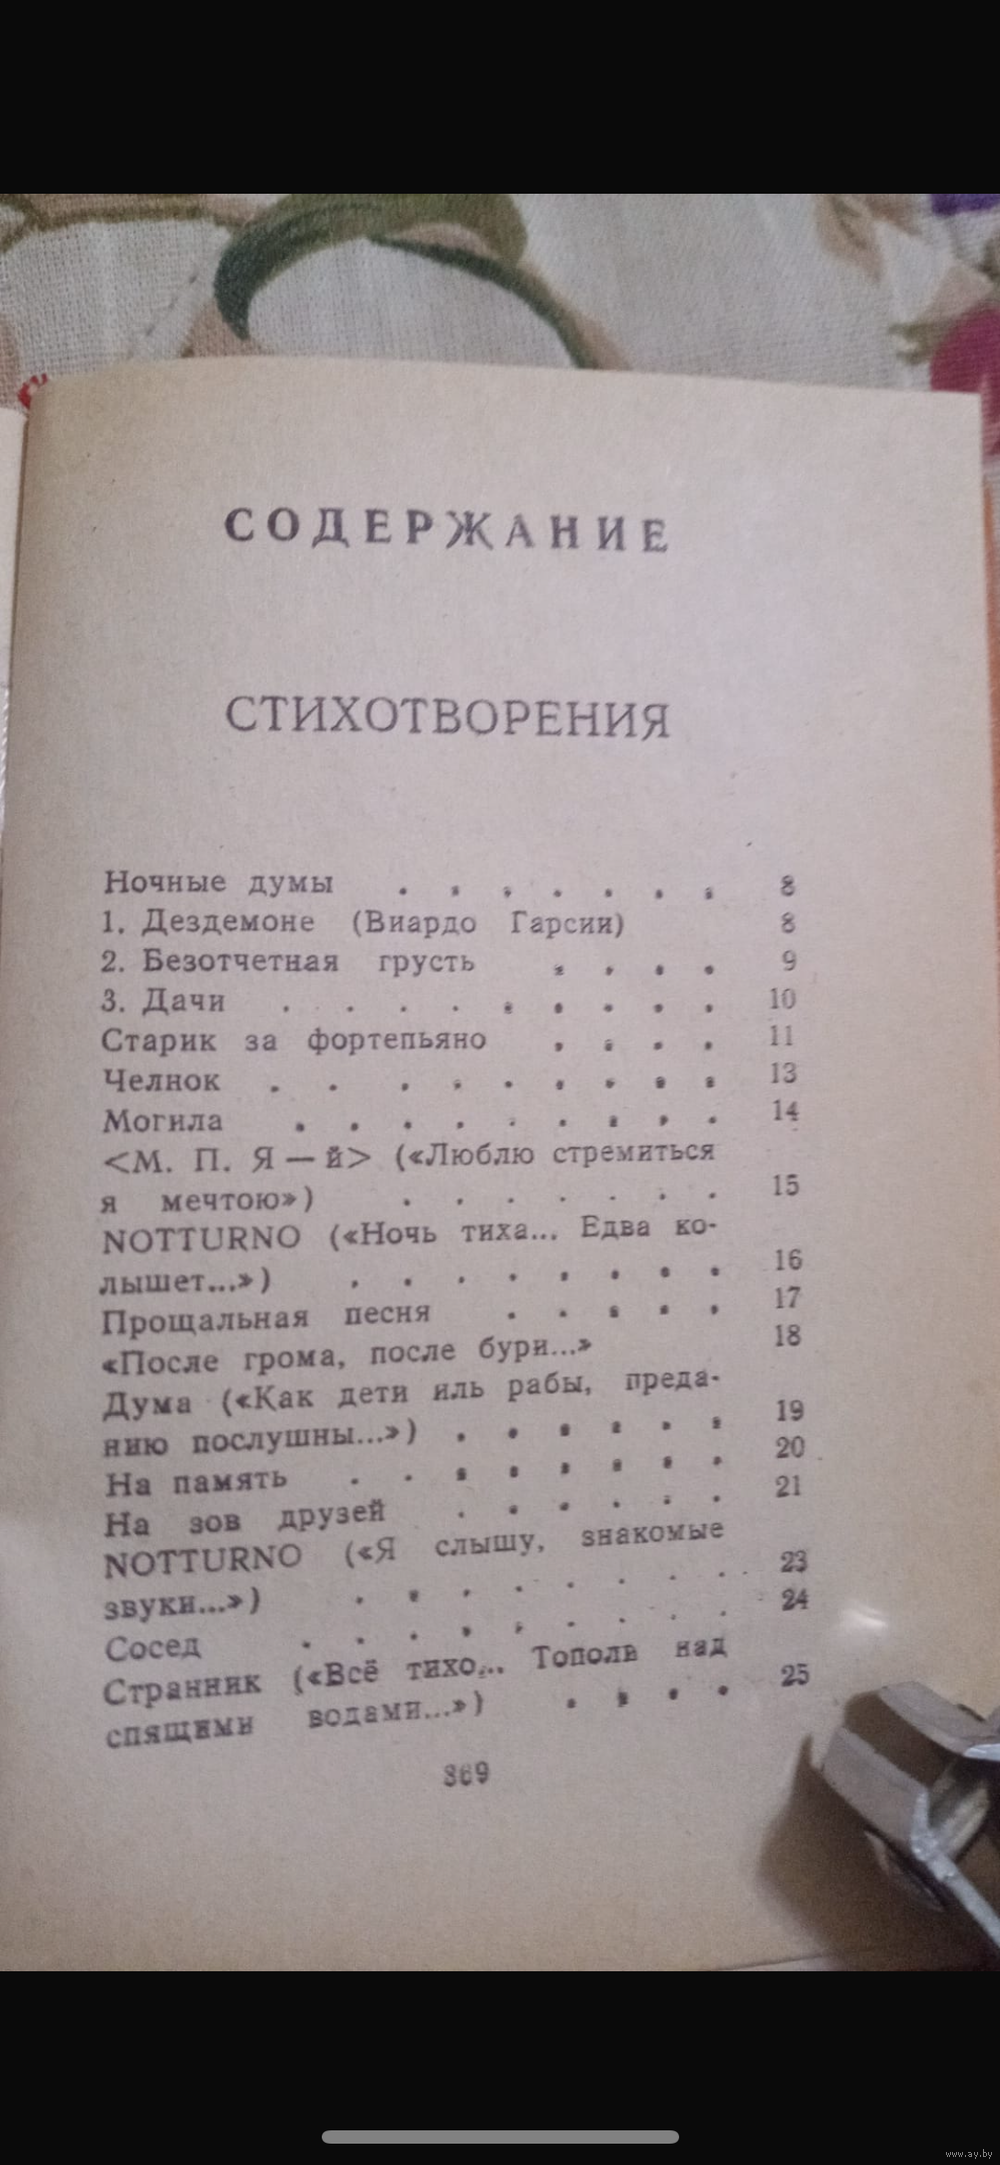 СОДЕРЖАНИЕ
СТИХОТВОРЕНИЯ
Ночные думы . . . . . . . 8
1. Дездемоне (Виардо Гарсии) 8
2. Безотчетная грусть . . . . 9
3. Дачи . . . . . . . . . 10
Старик за фортепьяно . . . . 11
Челнок . . . . . . . . . 13
Могила . . . . . . . . . 14
<М. П. Я — й> («Люблю стремиться
я мечтою») . . . . . . . 15
NOTTURNO («Ночь тиха... Едва ко-
лышет...») . . . . . . . . 16
Прощальная песня . . . . . 17
«После грома, после бури...» 18
Дума («Как дети иль рабы, преда-
нию послушны...») . . . . . . 19
На память . . . . . . . . 20
На зов друзей . . . . . . 21
NOTTURNO («Я слышу, знакомые
звуки...») . . . . . . . . 23
Сосед . . . . . . . . . 24
Странник («Всё тихо... Тополь над
спящими водами...») . . . . 25
369
www.ay.by